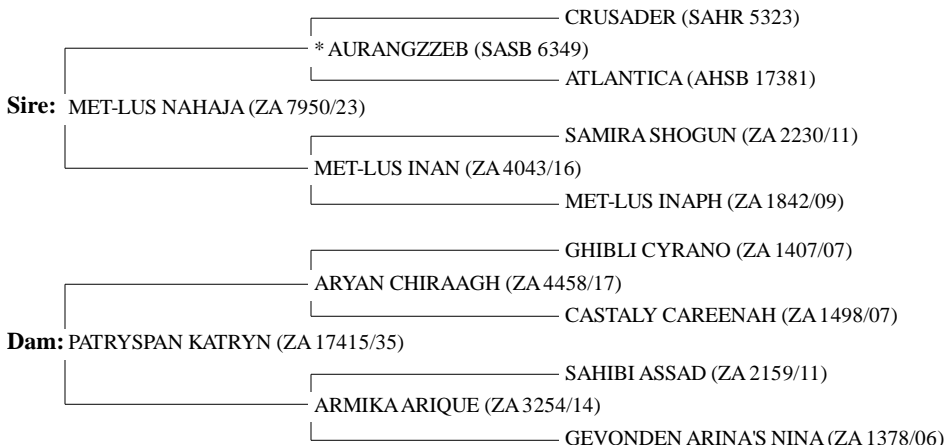 CRUSADER (SAHR 5323)
* AURANGZZEB (SASB 6349)
ATLANTICA (AHSB 17381)
Sire: MET-LUS NAHAJA (ZA 7950/23)
SAMIRA SHOGUN (ZA 2230/11)
MET-LUS INAN (ZA 4043/16)
MET-LUS INAPH (ZA 1842/09)
GHIBLI CYRANO (ZA 1407/07)
ARYAN CHIRAAGH (ZA 4458/17)
CASTALY CAREENAH (ZA 1498/07)
Dam: PATRYSPAN KATRYN (ZA 17415/35)
SAHIBI ASSAD (ZA 2159/11)
ARMIKA ARIQUE (ZA 3254/14)
GEVONDEN ARINA'S NINA (ZA 1378/06)